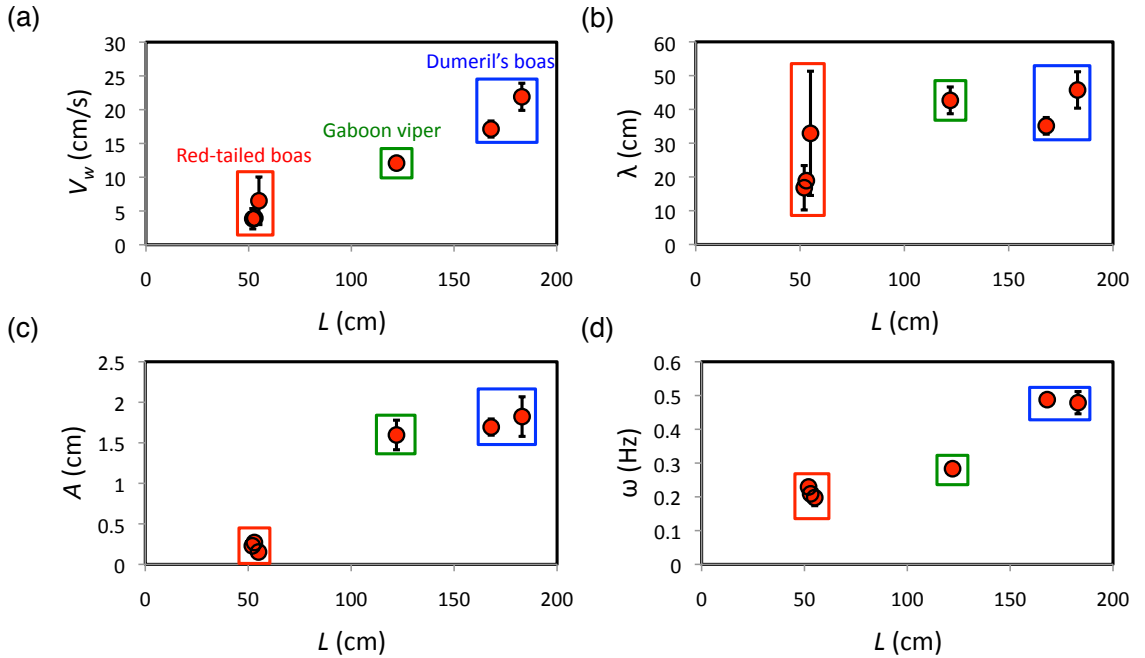 (a)
30
25
20
15
10
5
0
V_w (cm/s)
Dumeril's boas
Gaboon viper
Red-tailed boas
0 50 100 150 200
L (cm)
(b)
60
50
40
30
20
10
0
λ (cm)
0 50 100 150 200
L (cm)
(c)
2.5
2
1.5
1
0.5
0
A (cm)
0 50 100 150 200
L (cm)
(d)
0.6
0.5
0.4
0.3
0.2
0.1
0
ω (Hz)
0 50 100 150 200
L (cm)